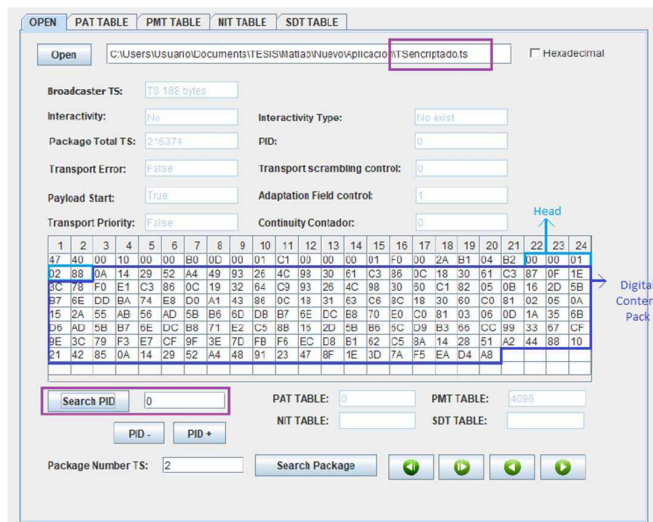 OPEN PAT TABLE PMT TABLE NIT TABLE SDT TABLE
Open C:\Users\Usuario\Documents\TESIS\Matlab\Nuevo\Aplicacion\TSencriptado.ts Hexadecimal
Broadcaster TS: TS 188 bytes
Interactivity: No Interactivity Type: No exist
Package Total TS: 216374 PID: 0
Transport Error: False Transport scrambling control: 0
Payload Start: True Adaptation Field control: 1
Transport Priority: False Continuity Contador: 0
Head
1 2 3 4 5 6 7 8 9 10 11 12 13 14 15 16 17 18 19 20 21 22 23 24
47 40 00 10 00 00 B0 0D 00 01 C1 00 00 00 01 F0 00 2A B1 04 B2 00 00 01
02 88 0A 14 29 52 A4 49 93 26 4C 98 30 61 C3 86 0C 18 30 61 C3 87 0F 1E
3C 78 F0 E1 C3 86 0C 19 32 64 C9 93 26 4C 98 30 60 C1 82 05 0B 16 2D 5B
B7 6E DD BA 74 E8 D0 A1 43 86 0C 18 31 63 C6 8C 18 30 60 C0 81 02 05 0A
15 2A 55 AB 56 AD 5B B6 6D DB B7 6E DC B8 70 E0 C0 81 03 06 0D 1A 35 6B
D6 AD 5B B7 6E DC B8 71 E2 C5 8B 16 2D 5B B6 6C D9 B3 66 CC 99 33 67 CF
9E 3C 79 F3 E7 CF 9F 3E 7D FB F6 EC D8 B1 62 C5 8A 14 28 51 A2 44 88 10
21 42 85 0A 14 29 52 A4 48 91 23 47 8F 1E 3D 7A F5 EA D4 A8
Digital
Content
Pack
Search PID 0 PAT TABLE: 0 PMT TABLE: 4096
NIT TABLE: SDT TABLE:
PID - PID +
Package Number TS: 2 Search Package